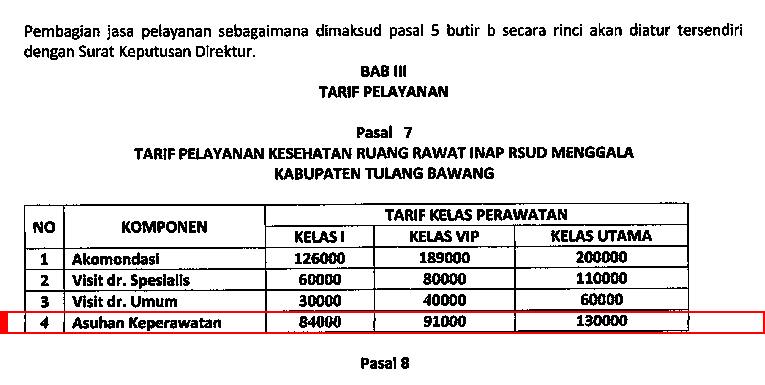 Pembagian jasa pelayanan sebagaimana dimaksud pasal 5 butir b secara rinci akan diatur tersendiri
dengan Surat Keputusan Direktur.
BAB III
TARIF PELAYANAN
Pasal 7
TARIF PELAYANAN KESEHATAN RUANG RAWAT INAP RSUD MENGGALA
KABUPATEN TULANG BAWANG
NO KOMPONEN TARIF KELAS PERAWATAN
KELAS I KELAS VIP KELAS UTAMA
1 Akomondasi 126000 189000 200000
2 Visit dr. Spesialis 60000 80000 110000
3 Visit dr. Umum 30000 40000 60000
4 Asuhan Keperawatan 84000 91000 130000
Pasal 8